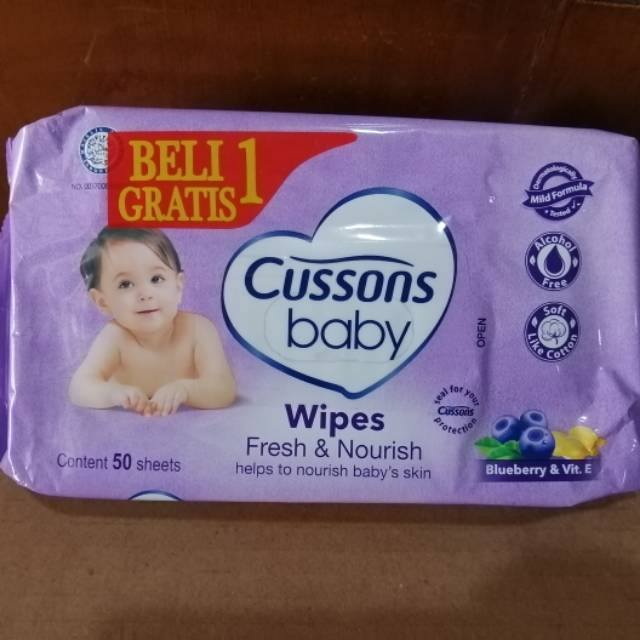 BELI 1
GRATIS
Cussons
baby
Wipes
Fresh & Nourish
helps to nourish baby's skin
Content 50 sheets
OPEN
seal for your
Cussons
protection
Dermatologically
Mild Formula
Tested
Alcohol
Free
Soft
Like Cotton
Blueberry & Vit. E